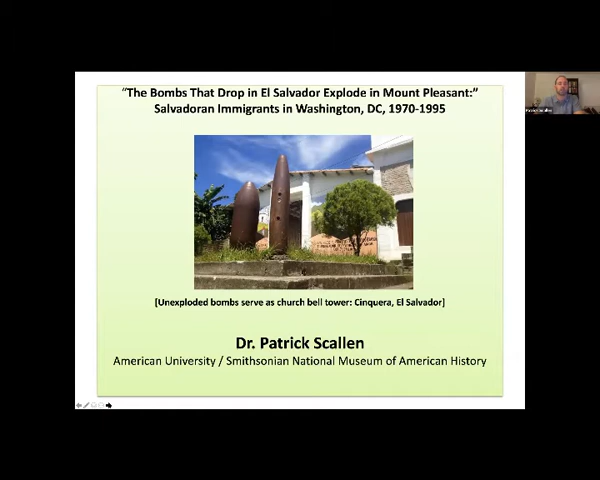 "The Bombs That Drop in El Salvador Explode in Mount Pleasant:"
Salvadoran Immigrants in Washington, DC, 1970-1995
[Unexploded bombs serve as church bell tower: Cinquera, El Salvador]
Dr. Patrick Scallen
American University / Smithsonian National Museum of American History
Patrick Scallen